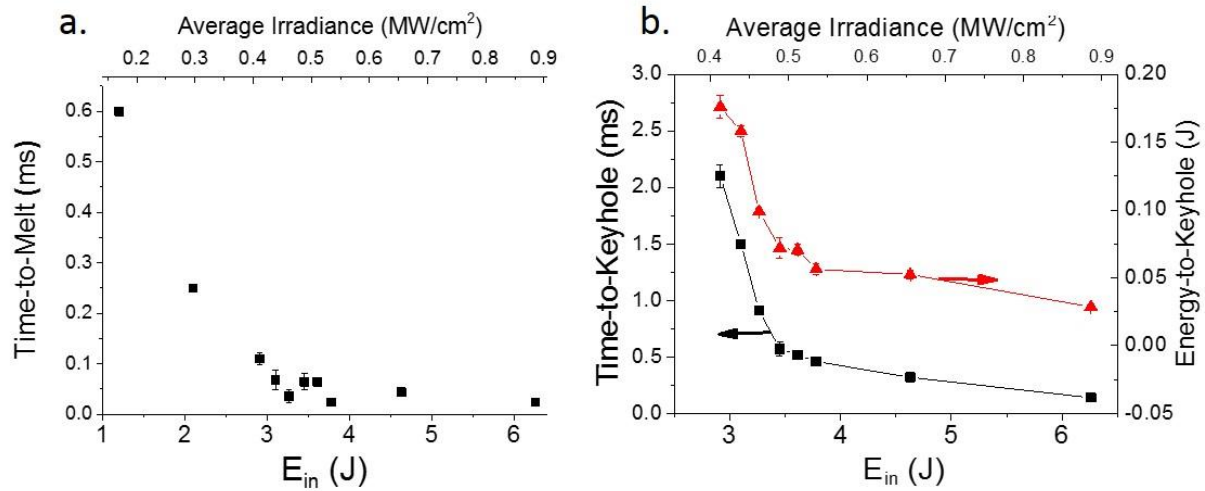 a.
Average Irradiance (MW/cm²)
0.2 0.3 0.4 0.5 0.6 0.7 0.8 0.9
Time-to-Melt (ms)
0.6
0.5
0.4
0.3
0.2
0.1
0.0
1 2 3 4 5 6
E_in (J)
b.
Average Irradiance (MW/cm²)
0.4 0.5 0.6 0.7 0.8 0.9
Time-to-Keyhole (ms)
3.0
2.5
2.0
1.5
1.0
0.5
0.0
0.20
0.15
0.10
0.05
0.00
-0.05
Energy-to-Keyhole (J)
3 4 5 6
E_in (J)